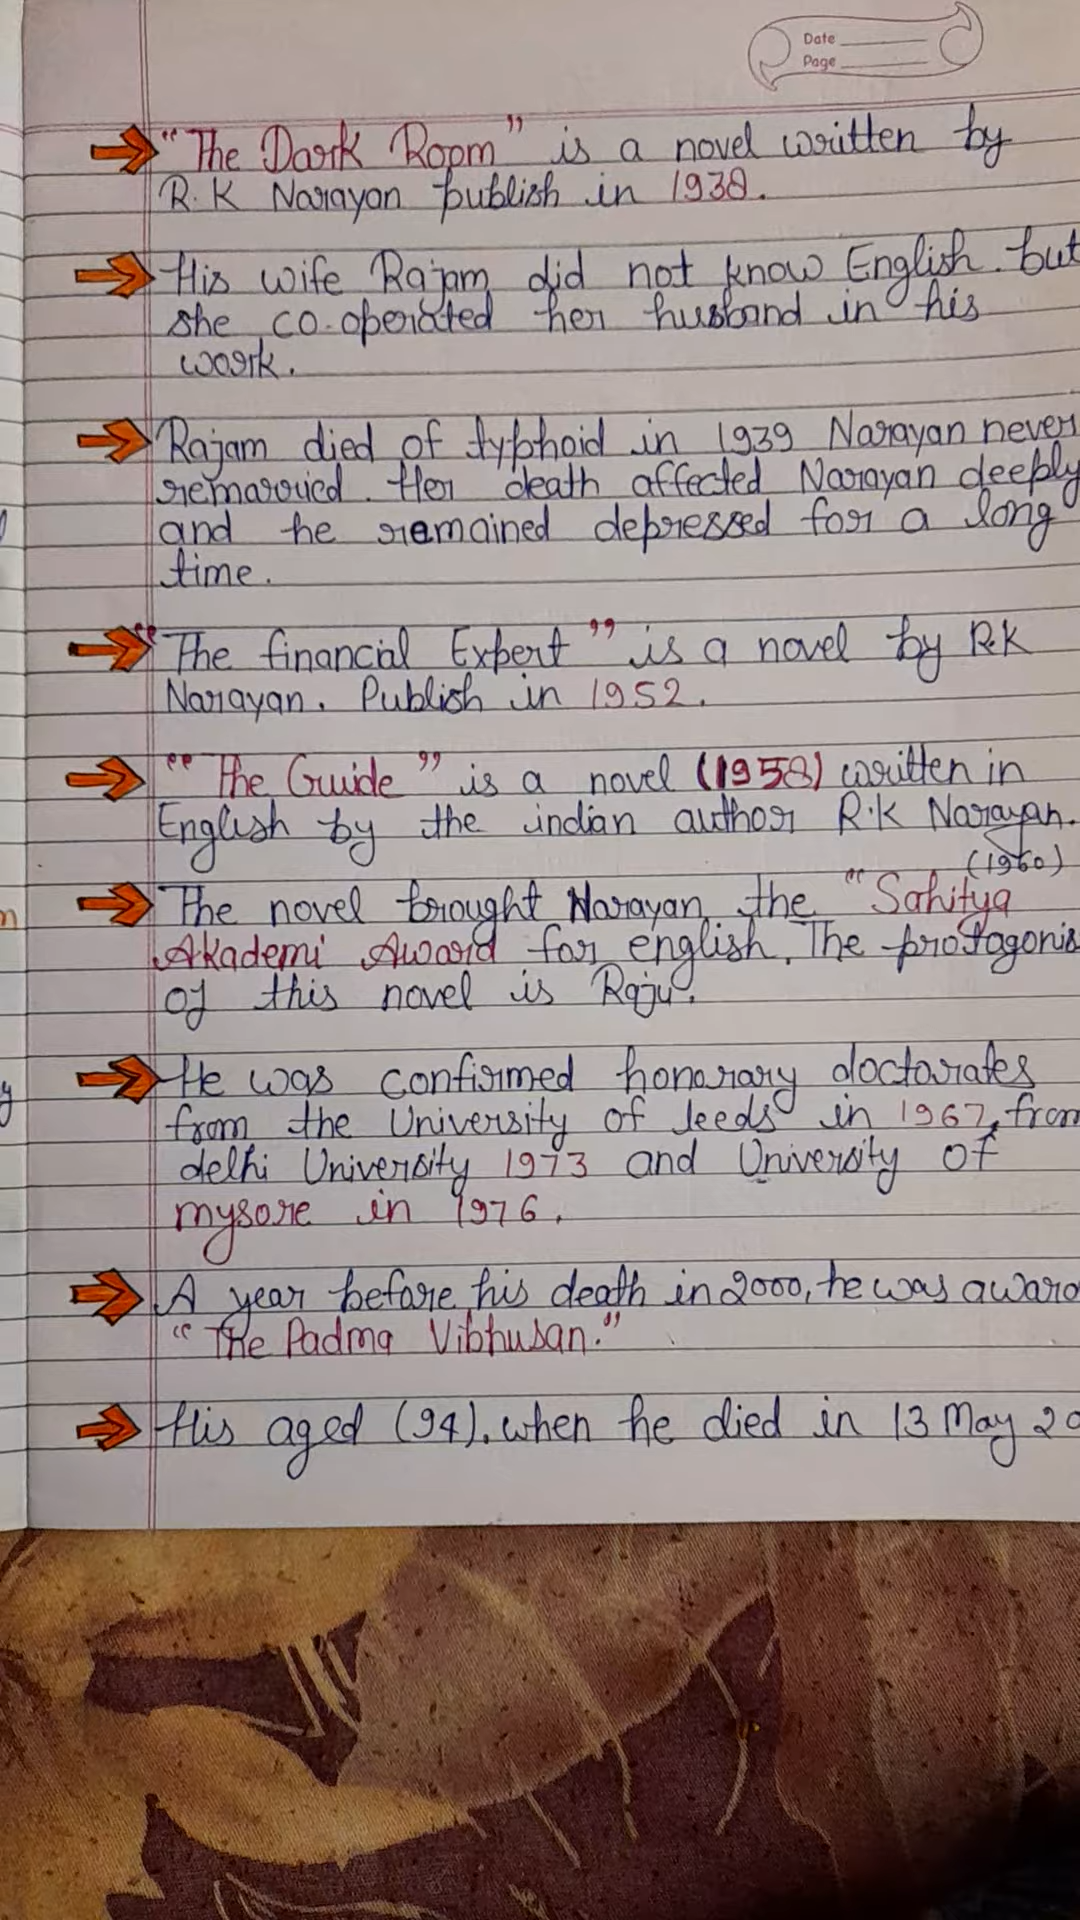 Date
Page
"The Dark Room" is a novel written by
R.K Narayan publish in 1938.
His wife Rajam did not know English. but
she co-operated her husband in his
work.
Rajam died of typhoid in 1939 Narayan never
remarried. Her death affected Narayan deeply
and he remained depressed for a long
time.
"The financial Expert" is a novel by R.K
Narayan. Publish in 1952.
"The Guide" is a novel (1958) written in
English by the indian author R.K Narayan.
(1960)
The novel brought Narayan the "Sahitya
Akademi Award for english. The protagonis
of this novel is Raju.
He was confirmed honorary doctorates
from the University of leeds in 1967, from
delhi University 1973 and University of
mysore in 1976.
A year before his death in 2000, he was award
"The Padma Vibhusan."
His aged (94). when he died in 13 May 20